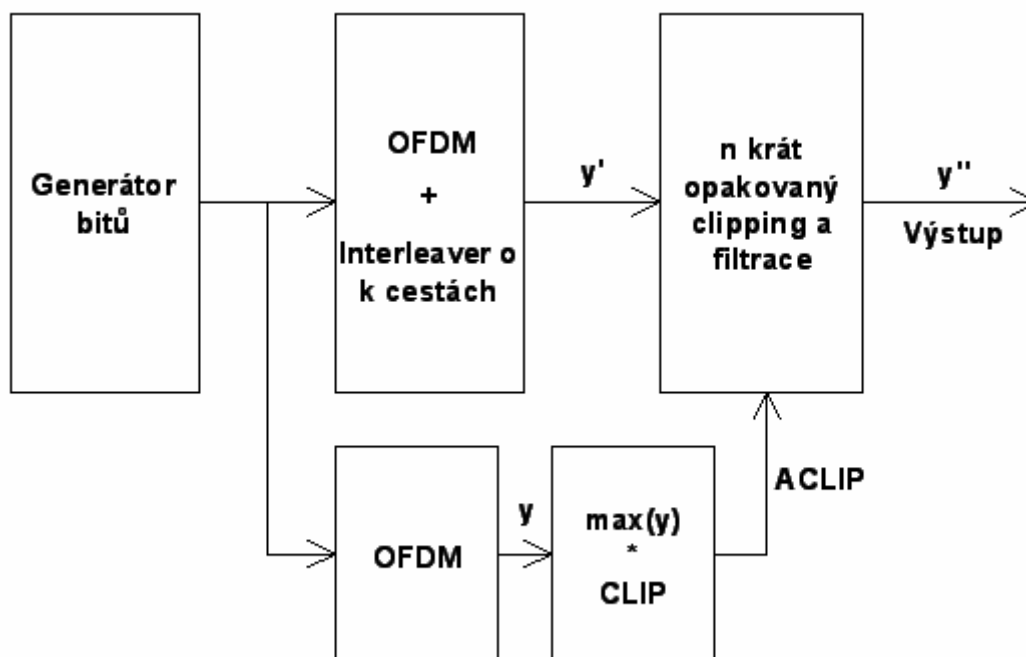 Generátor
bitů
OFDM
+
Interleaver o
k cestách
y'
n krát
opakovaný
clipping a
filtrace
y''
Výstup
OFDM
y
max(y)
*
CLIP
ACLIP